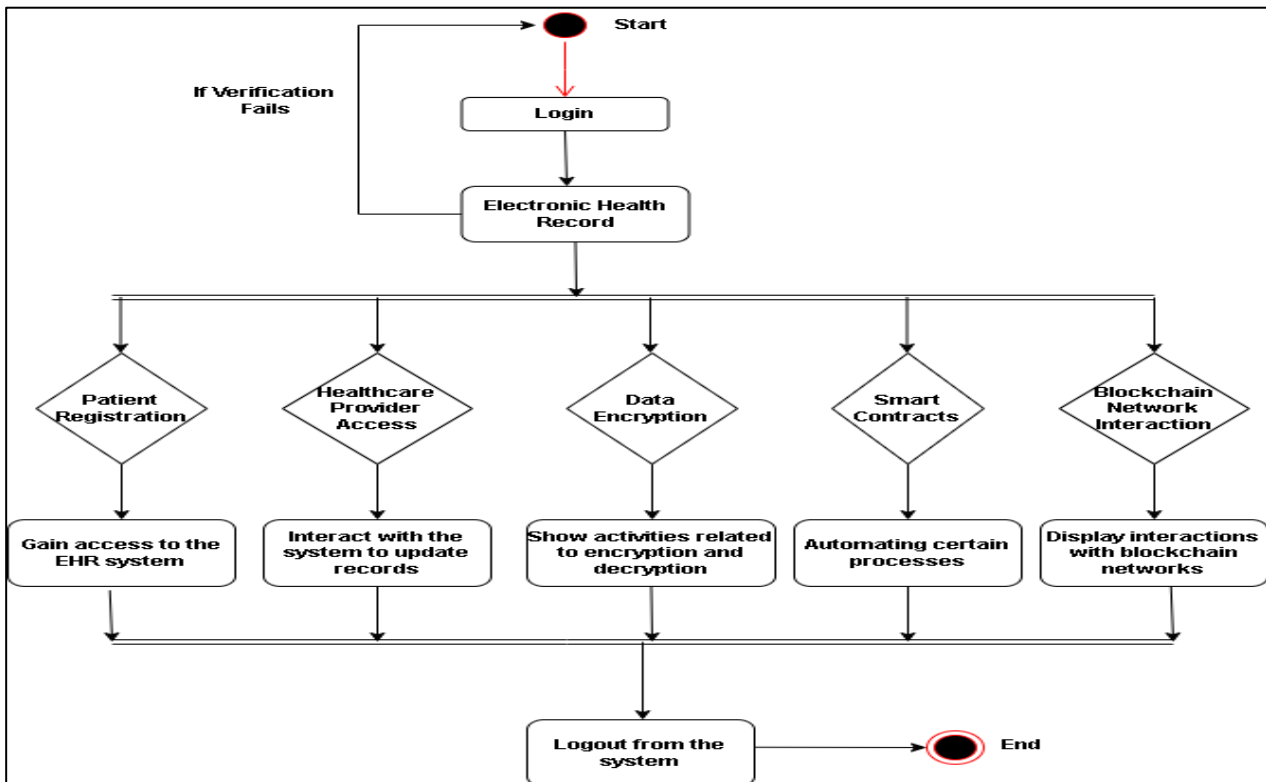 Start
If Verification
Fails
Login
Electronic Health
Record
Patient
Registration
Healthcare
Provider
Access
Data
Encryption
Smart
Contracts
Blockchain
Network
Interaction
Gain access to the
EHR system
Interact with the
system to update
records
Show activities related
to encryption and
decryption
Automating certain
processes
Display interactions
with blockchain
networks
Logout from the
system
End